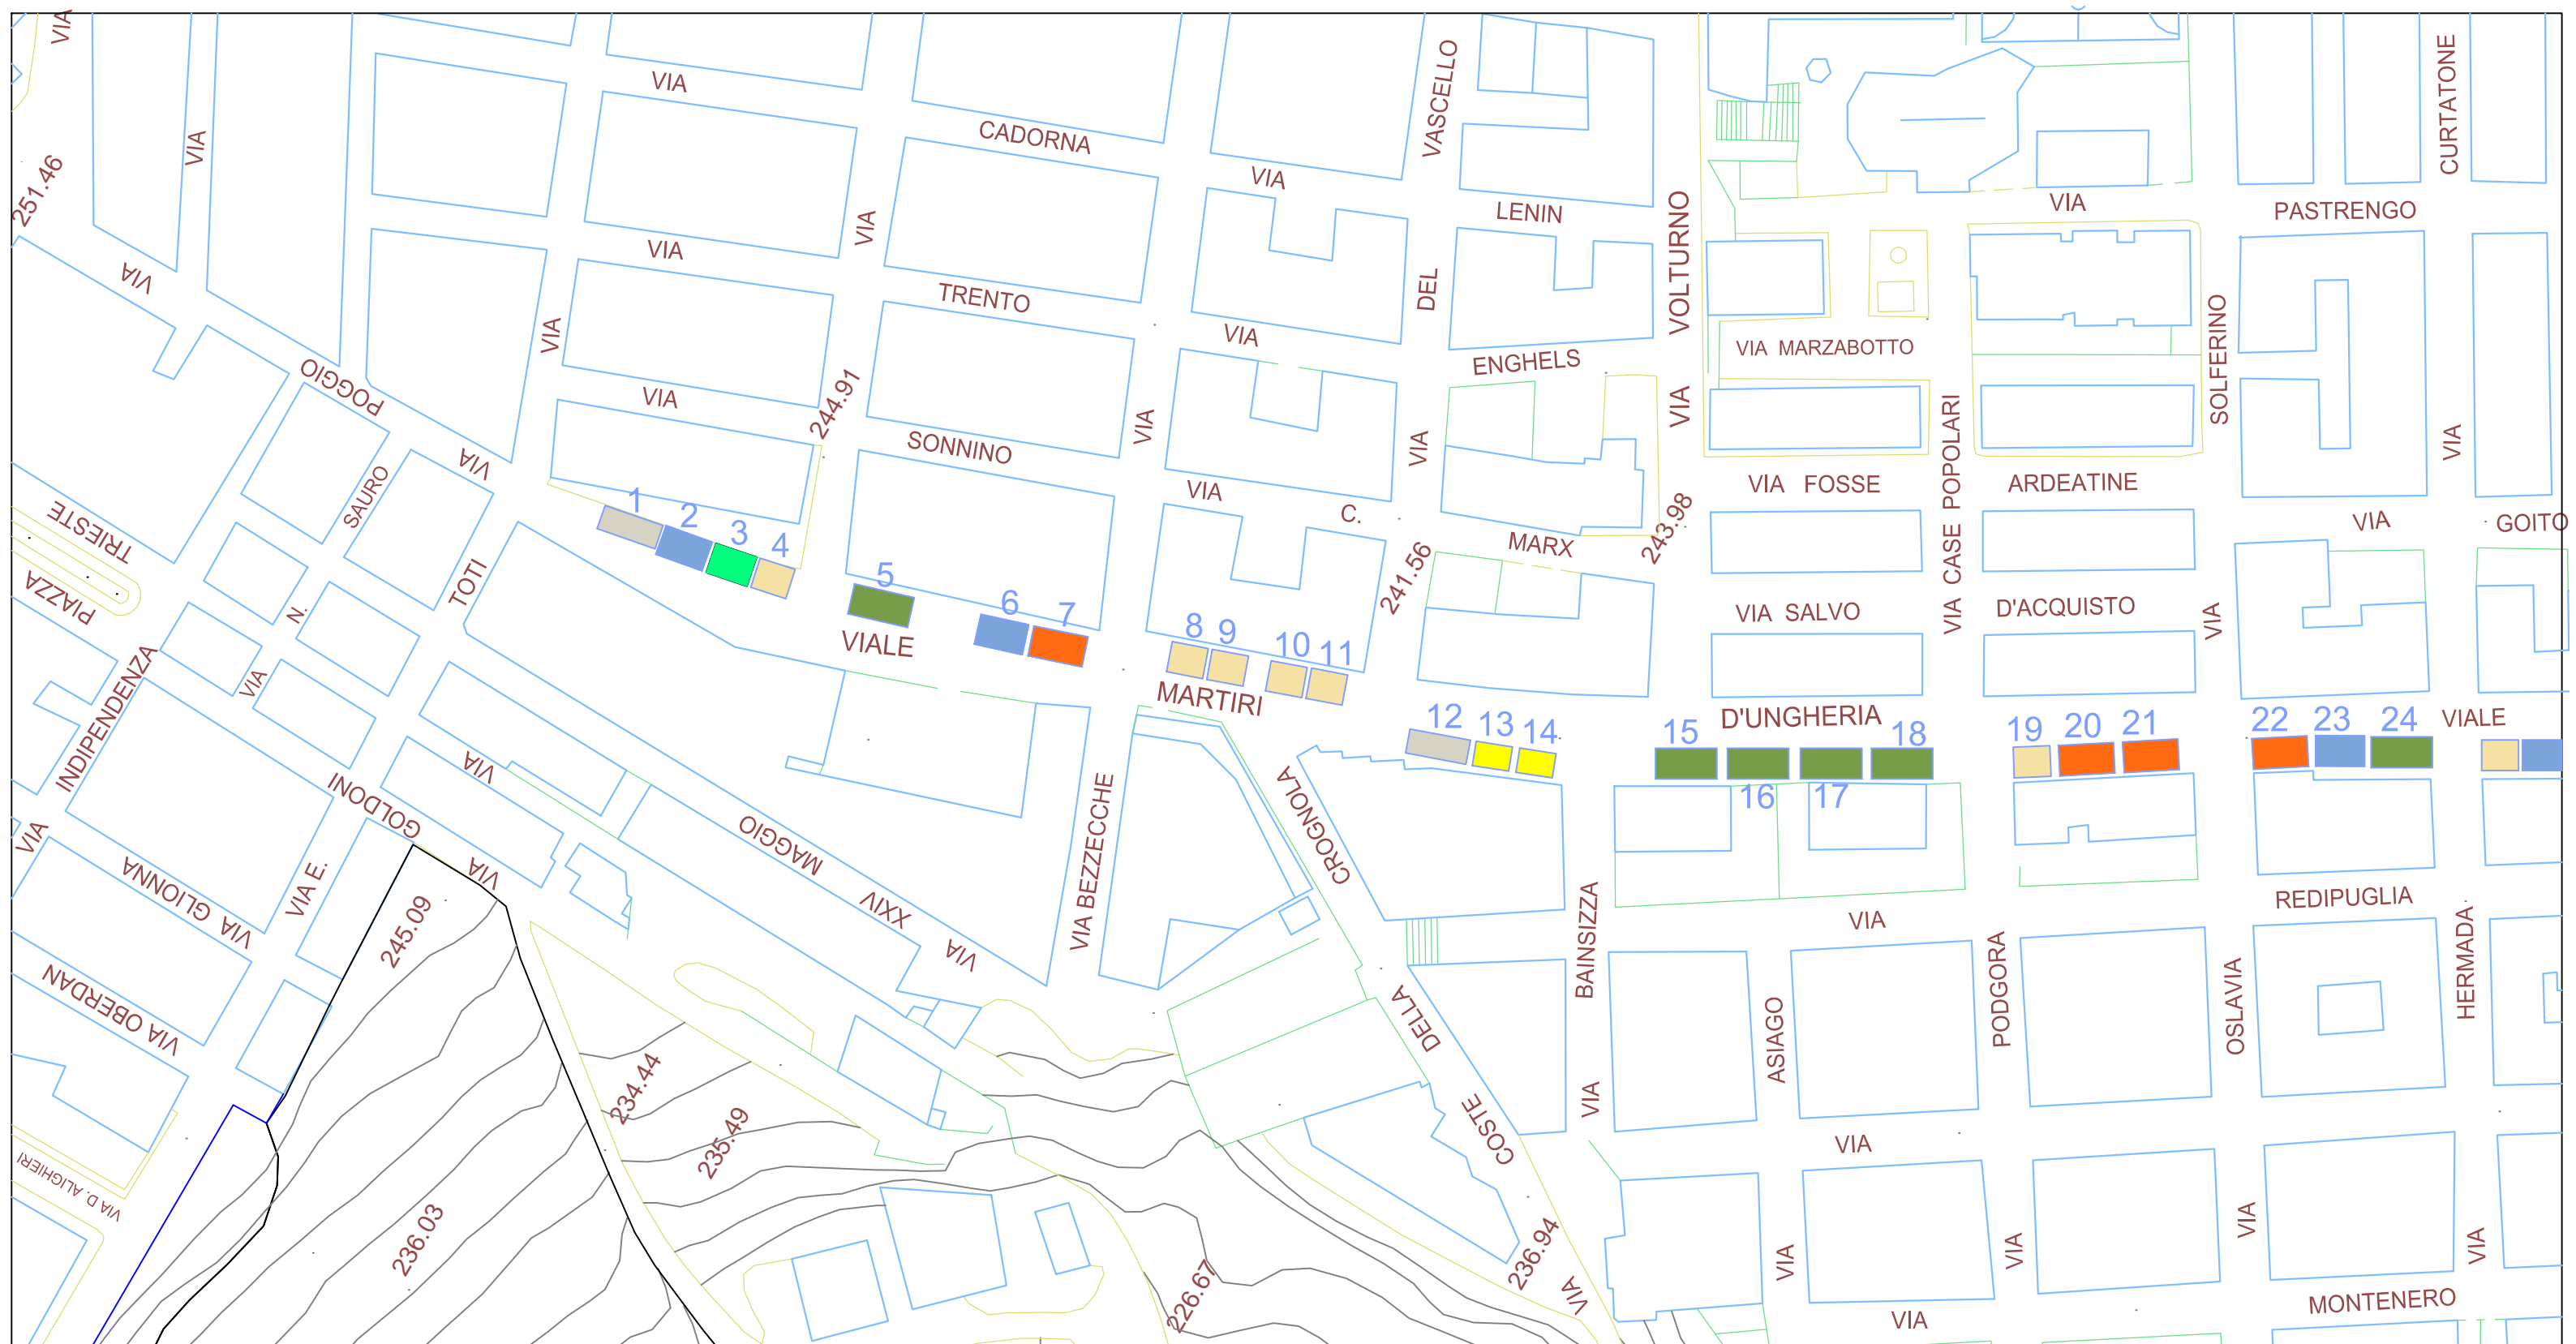 VIA
VIA
VIA
CADORNA
VIA
VASCELLO
LENIN
VIA
PASTRENGO
CURTATONE
251.46
VIA
VIA
VIA
TRENTO
VIA
DEL
ENGHELS
VOLTURNO
VIA
VIA MARZABOTTO
SOLFERINO
VIA
POGGIO
VIA
VIA
244.91
SONNINO
VIA
VIA
VIA
C.
MARX
243.98
VIA FOSSE
ARDEATINE
VIA CASE POPOLARI
VIA
VIA
GOITO
TRIESTE
PIAZZA
SAURO
N.
VIA
TOTI
241.56
VIA SALVO
D'ACQUISTO
VIA
1
2
3
4
5
6
7
8
9
10
11
12
13
14
15
16
17
18
19
20
21
22
23
24
VIALE
MARTIRI
D'UNGHERIA
VIALE
INDIPENDENZA
VIA
GOLDONI
VIA
VIA
MAGGIO
XXIV
VIA
VIA BEZZECCHE
CROGNOLA
DELLA
COSTE
VIA
BAINSIZZA
VIA
VIA
REDIPUGLIA
VIA GLIONNA
VIA E.
VIA OBERDAN
VIA D. ALIGHIERI
245.09
234.44
235.49
236.03
226.67
236.94
ASIAGO
VIA
PODGORA
VIA
OSLAVIA
VIA
HERMADA
VIA
VIA
VIA
MONTENERO